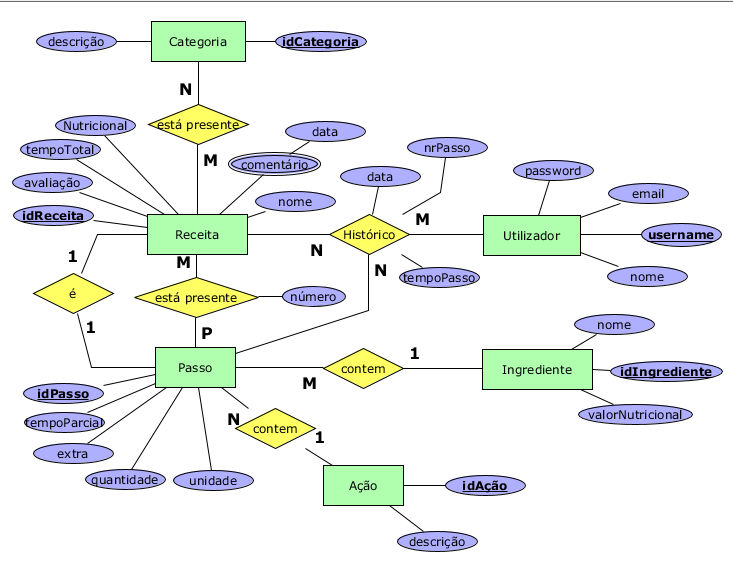 descrição
Categoria
idCategoria
N
está presente
M
Nutricional
tempoTotal
avaliação
idReceita
data
comentário
nome
Receita
nrPasso
data
Histórico
N
M
N
tempoPasso
password
email
Utilizador
username
nome
1
é
1
M
está presente
número
P
Passo
M
contem
1
nome
Ingrediente
idIngrediente
valorNutricional
idPasso
tempoParcial
extra
quantidade
unidade
N
contem
1
Ação
idAção
descrição